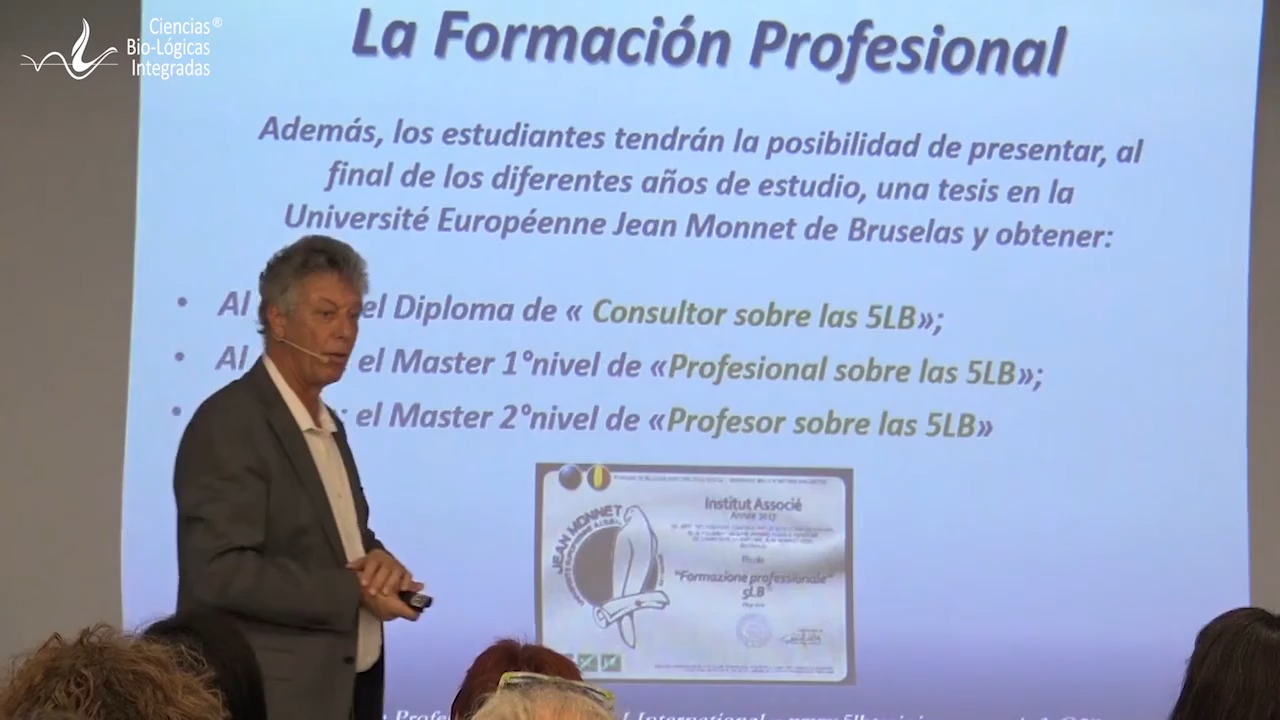 Ciencias®
Bio-Lógicas
Integradas
La Formación Profesional
Además, los estudiantes tendrán la posibilidad de presentar, al
final de los diferentes años de estudio, una tesis en la
Université Européenne Jean Monnet de Bruselas y obtener:
• Al el Diploma de « Consultor sobre las 5LB»;
• Al el Master 1°nivel de «Profesional sobre las 5LB»;
• el Master 2°nivel de «Profesor sobre las 5LB»
JEAN MONNET
Institut Associé
Année 2017
"Formazione professionale"
5LB